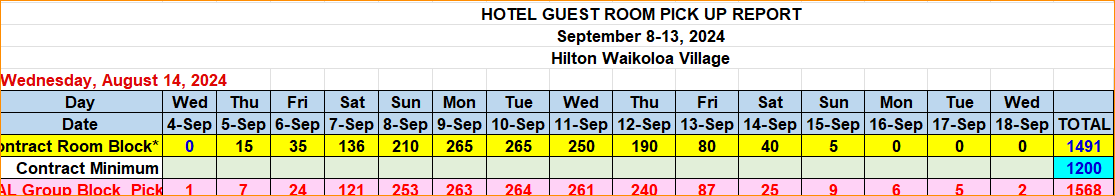 HOTEL GUEST ROOM PICK UP REPORT
September 8-13, 2024
Hilton Waikoloa Village
Wednesday, August 14, 2024
Day Wed Thu Fri Sat Sun Mon Tue Wed Thu Fri Sat Sun Mon Tue Wed
Date 4-Sep 5-Sep 6-Sep 7-Sep 8-Sep 9-Sep 10-Sep 11-Sep 12-Sep 13-Sep 14-Sep 15-Sep 16-Sep 17-Sep 18-Sep TOTAL
ontract Room Block* 0 15 35 136 210 265 265 250 190 80 40 5 0 0 0 1491
Contract Minimum 1200
AL Group Block Pick 1 7 24 121 253 263 264 261 240 87 25 9 6 5 2 1568